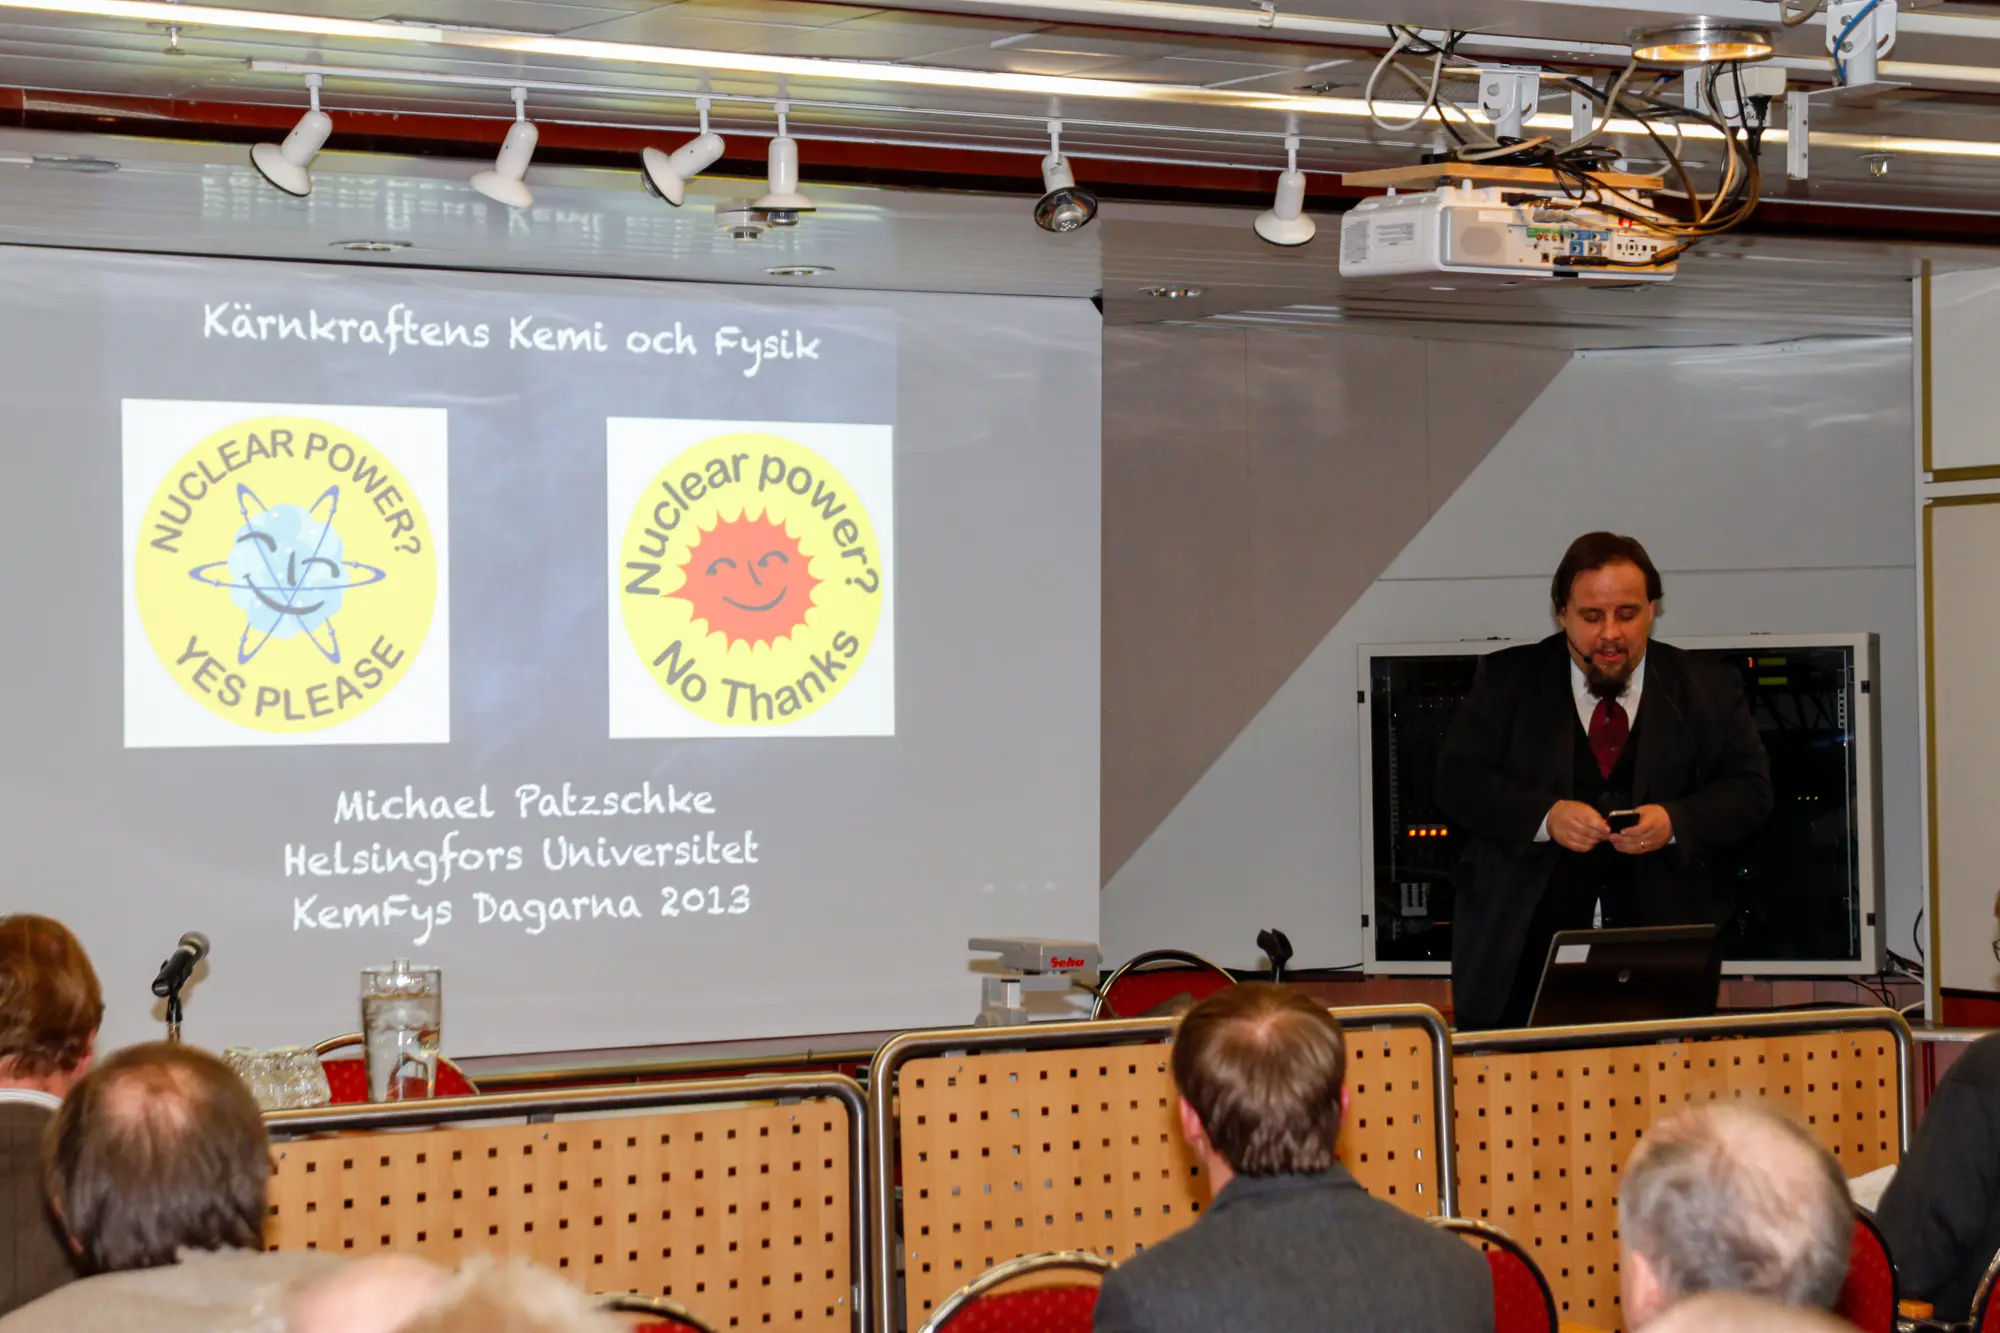 Kärnkraftens Kemi och Fysik
NUCLEAR POWER?
YES PLEASE
Nuclear power?
No Thanks
Michael Patzschke
Helsingfors Universitet
KemFys Dagarna 2013
Seha